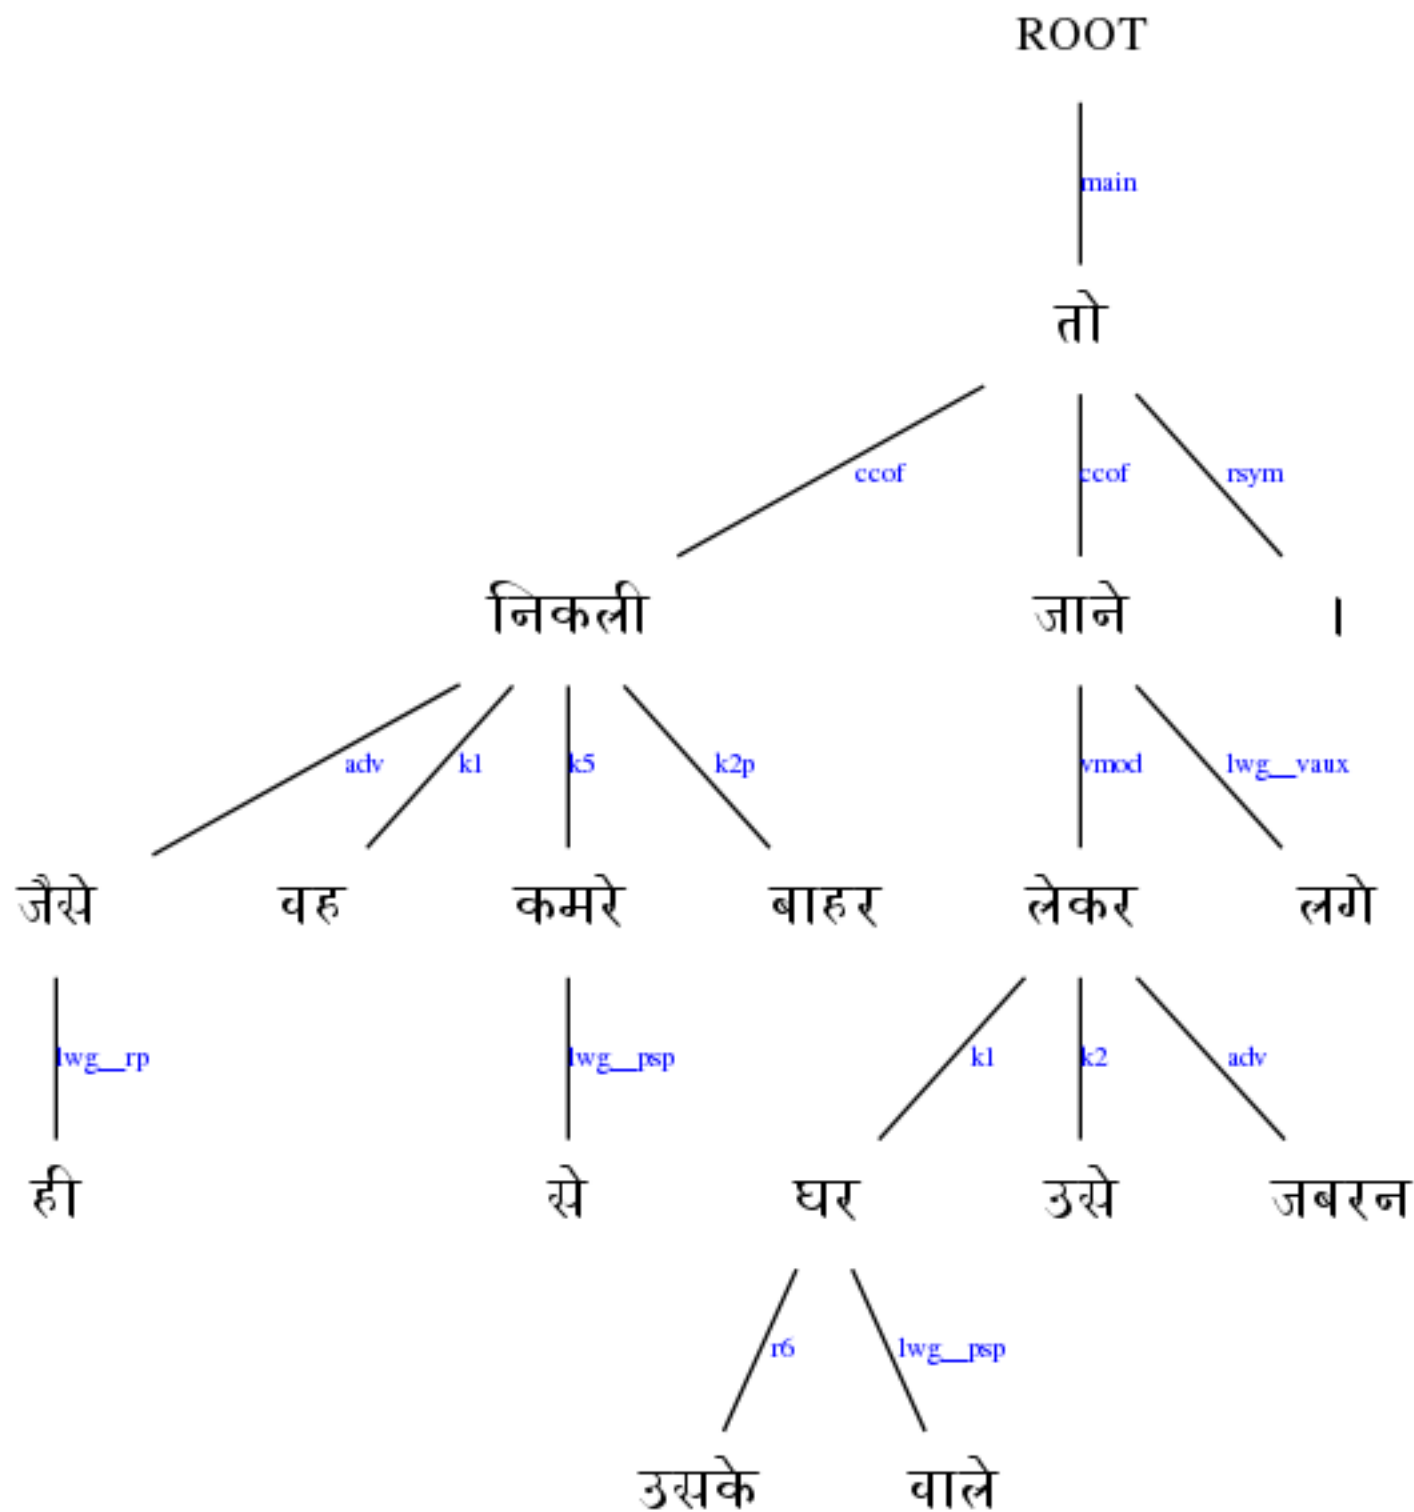 ROOT
main
तो
ccof ccof rsym
निकली जाने ।
adv k1 k5 k2p vmod lwg__vaux
जैसे वह कमरे बाहर लेकर लगे
lwg__rp lwg__psp k1 k2 adv
ही से घर उसे जबरन
r6 lwg__psp
उसके वाले